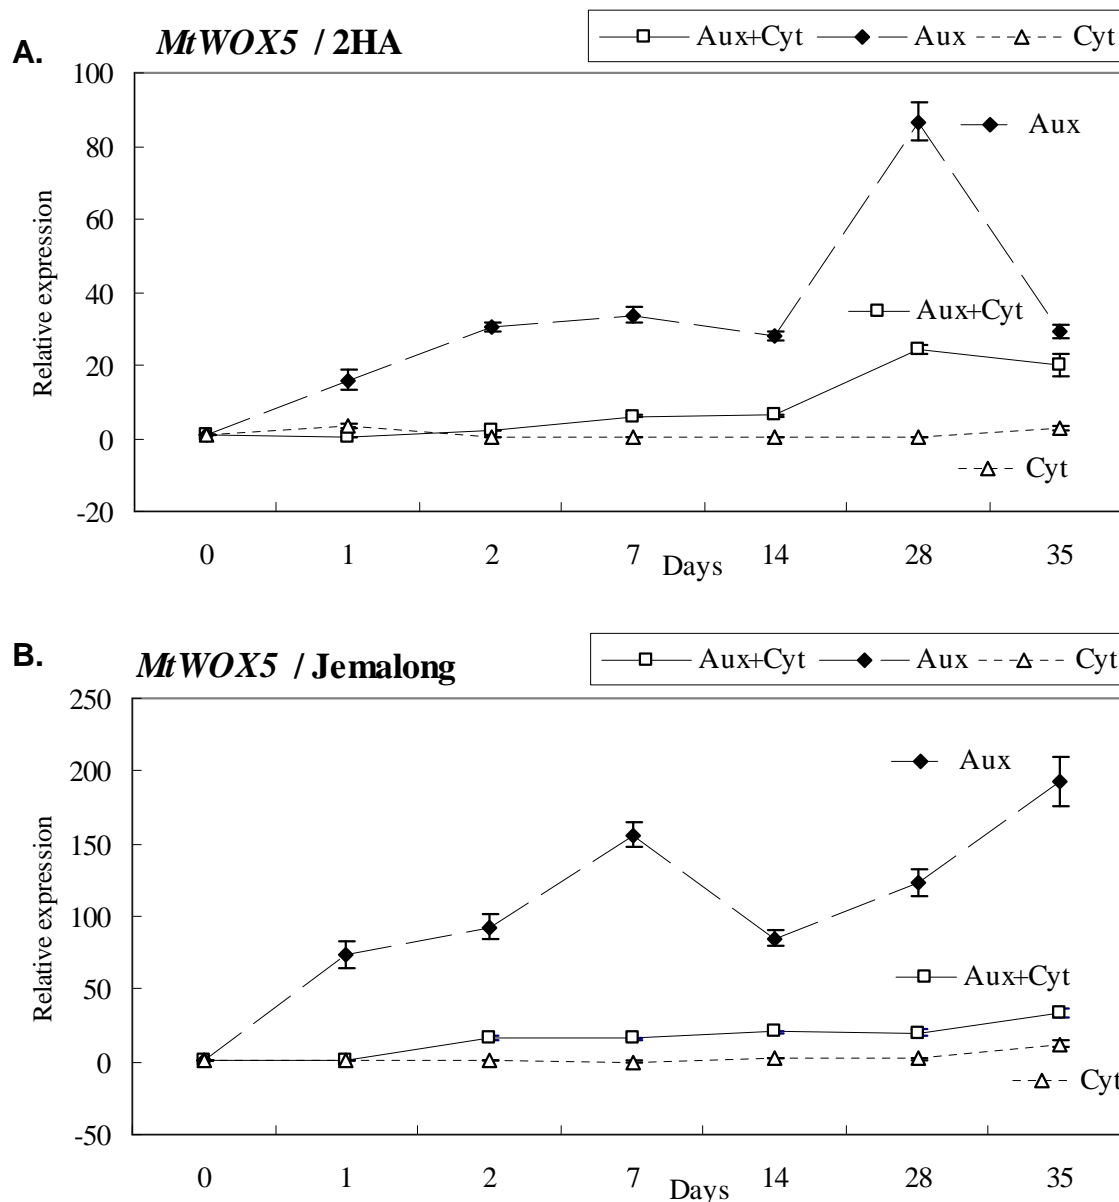 A.
MtWOX5 / 2HA
Aux+Cyt Aux Cyt
100
80
60
40
20
0
-20
Relative expression
Aux
Aux+Cyt
Cyt
0 1 2 7 14 28 35
Days
B.
MtWOX5 / Jemalong
Aux+Cyt Aux Cyt
250
200
150
100
50
0
-50
Relative expression
Aux
Aux+Cyt
Cyt
0 1 2 7 14 28 35
Days